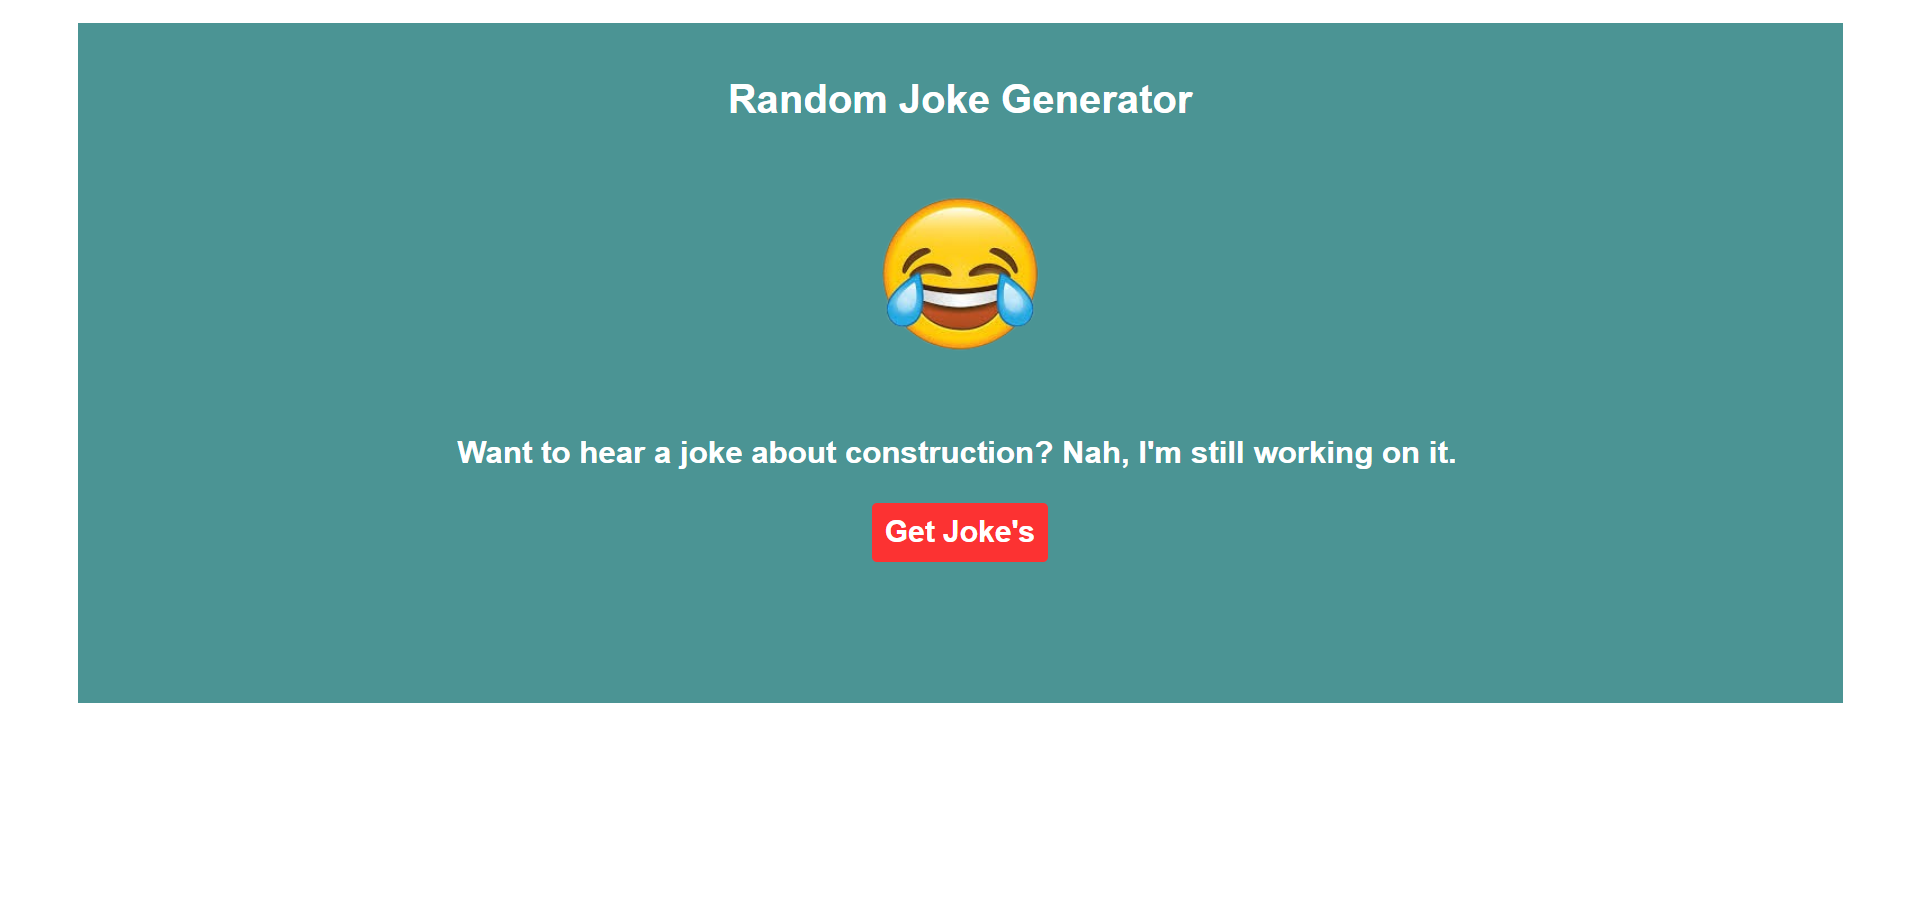 Random Joke Generator
Want to hear a joke about construction? Nah, I'm still working on it.
Get Joke's